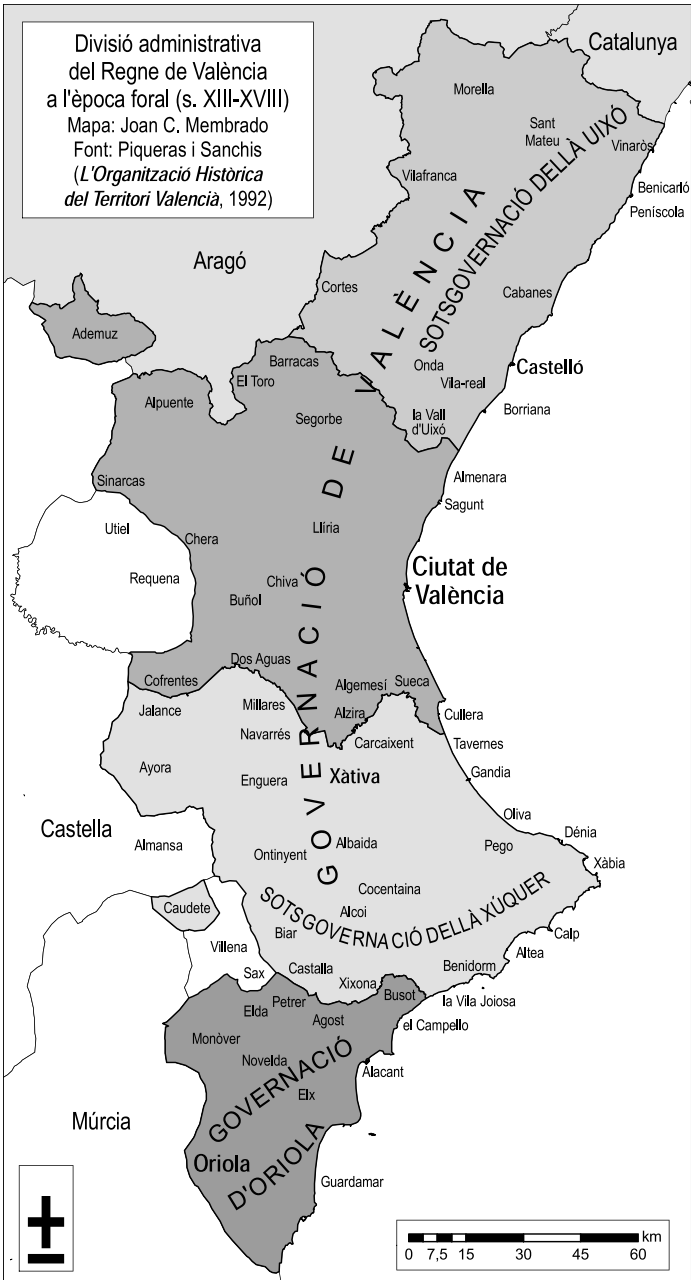 Divisió administrativa
del Regne de València
a l'època foral (s. XIII-XVIII)
Mapa: Joan C. Membrado
Font: Piqueras i Sanchis
(L'Organització Històrica
del Territori Valencià, 1992)
Catalunya
Morella
Sant
Mateu
Vinaròs
Vilafranca
Benicarló
Peníscola
SOTSGOVERNACIÓ DELLÀ UIXÓ
Aragó
Cortes
Cabanes
Ademuz
Barracas
El Toro
Onda
Castelló
Vila-real
Alpuente
Segorbe
la Vall
d'Uixó
Borriana
GOVERNACIÓ DE VALÈNCIA
Sinarcas
Almenara
Sagunt
Utiel
Chera
Llíria
Requena
Chiva
Buñol
Ciutat de
València
Dos Aguas
Cofrentes
Algemesí
Sueca
Jalance
Millares
Alzira
Cullera
Navarrés
Carcaixent
Tavernes
Ayora
Enguera
Xàtiva
Gandia
Castella
Almansa
Oliva
Dénia
Ontinyent
Albaida
Pego
Xàbia
Caudete
Cocentaina
Alcoi
SOTSGOVERNACIÓ DELLÀ XÚQUER
Biar
Calp
Villena
Altea
Sax
Castalla
Xixona
Benidorm
Petrer
Busot
la Vila Joiosa
Elda
Agost
el Campello
Monòver
Novelda
Alacant
Elx
GOVERNACIÓ
D'ORIOLA
Múrcia
Oriola
Guardamar
km
0 7,5 15 30 45 60